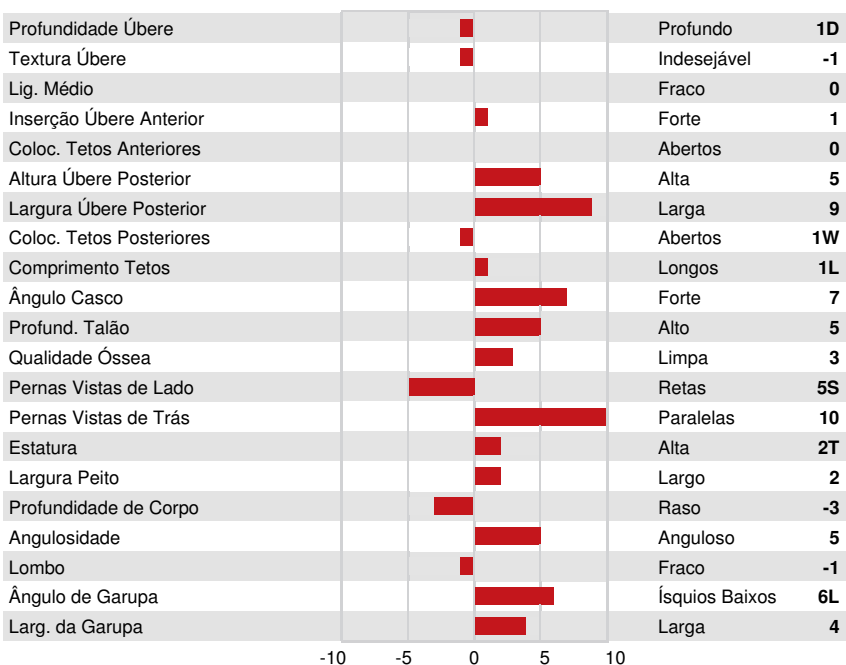 Profundidade Úbere Profundo 1D
Textura Úbere Indesejável -1
Lig. Médio Fraco 0
Inserção Úbere Anterior Forte 1
Coloc. Tetos Anteriores Abertos 0
Altura Úbere Posterior Alta 5
Largura Úbere Posterior Larga 9
Coloc. Tetos Posteriores Abertos 1W
Comprimento Tetos Longos 1L
Ângulo Casco Forte 7
Profund. Talão Alto 5
Qualidade Óssea Limpa 3
Pernas Vistas de Lado Retas 5S
Pernas Vistas de Trás Paralelas 10
Estatura Alta 2T
Largura Peito Largo 2
Profundidade de Corpo Raso -3
Angulosidade Anguloso 5
Lombo Fraco -1
Ângulo de Garupa Ísquios Baixos 6L
Larg. da Garupa Larga 4
-10 -5 0 5 10